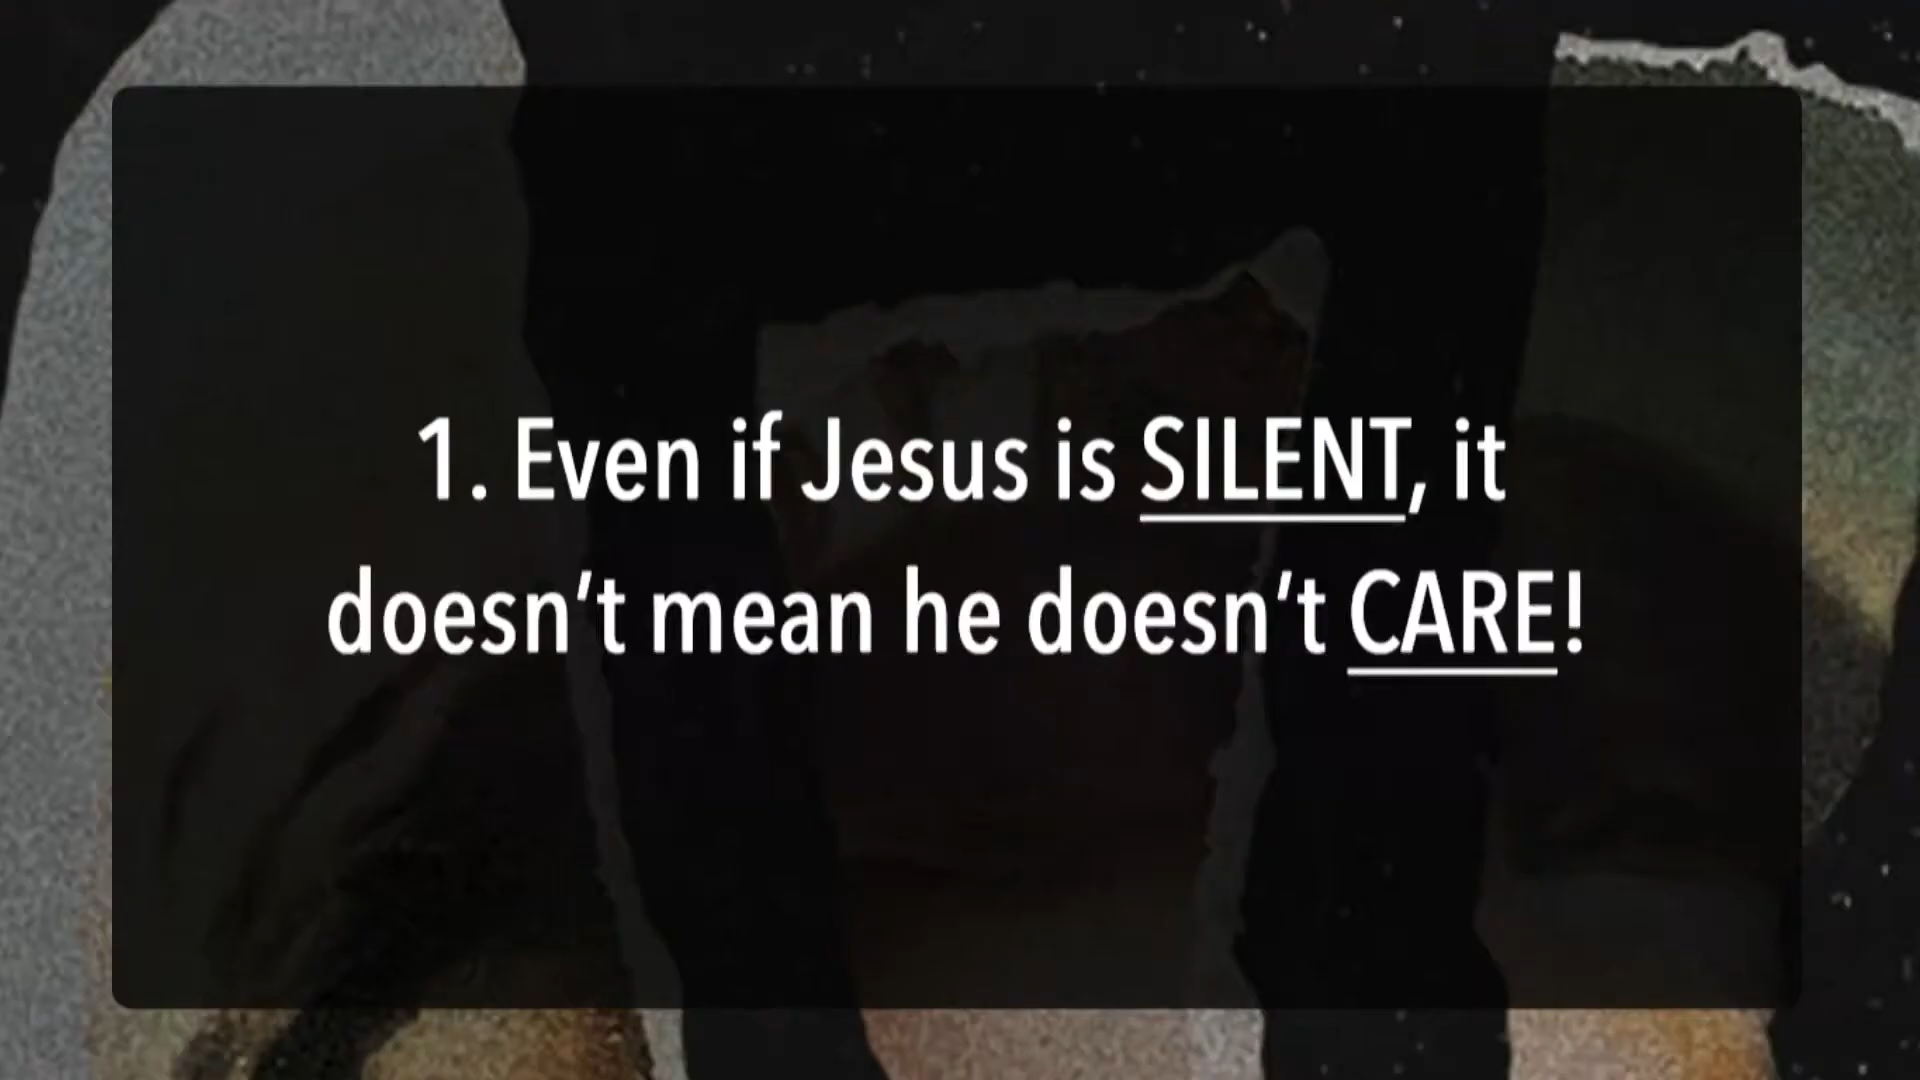 1. Even if Jesus is SILENT, it
doesn’t mean he doesn’t CARE!